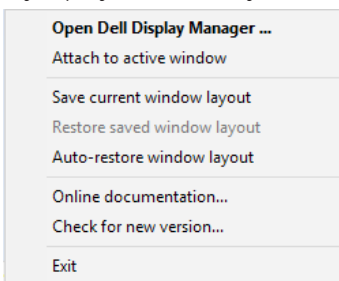 Open Dell Display Manager ...
Attach to active window
Save current window layout
Restore saved window layout
Auto-restore window layout
Online documentation...
Check for new version...
Exit